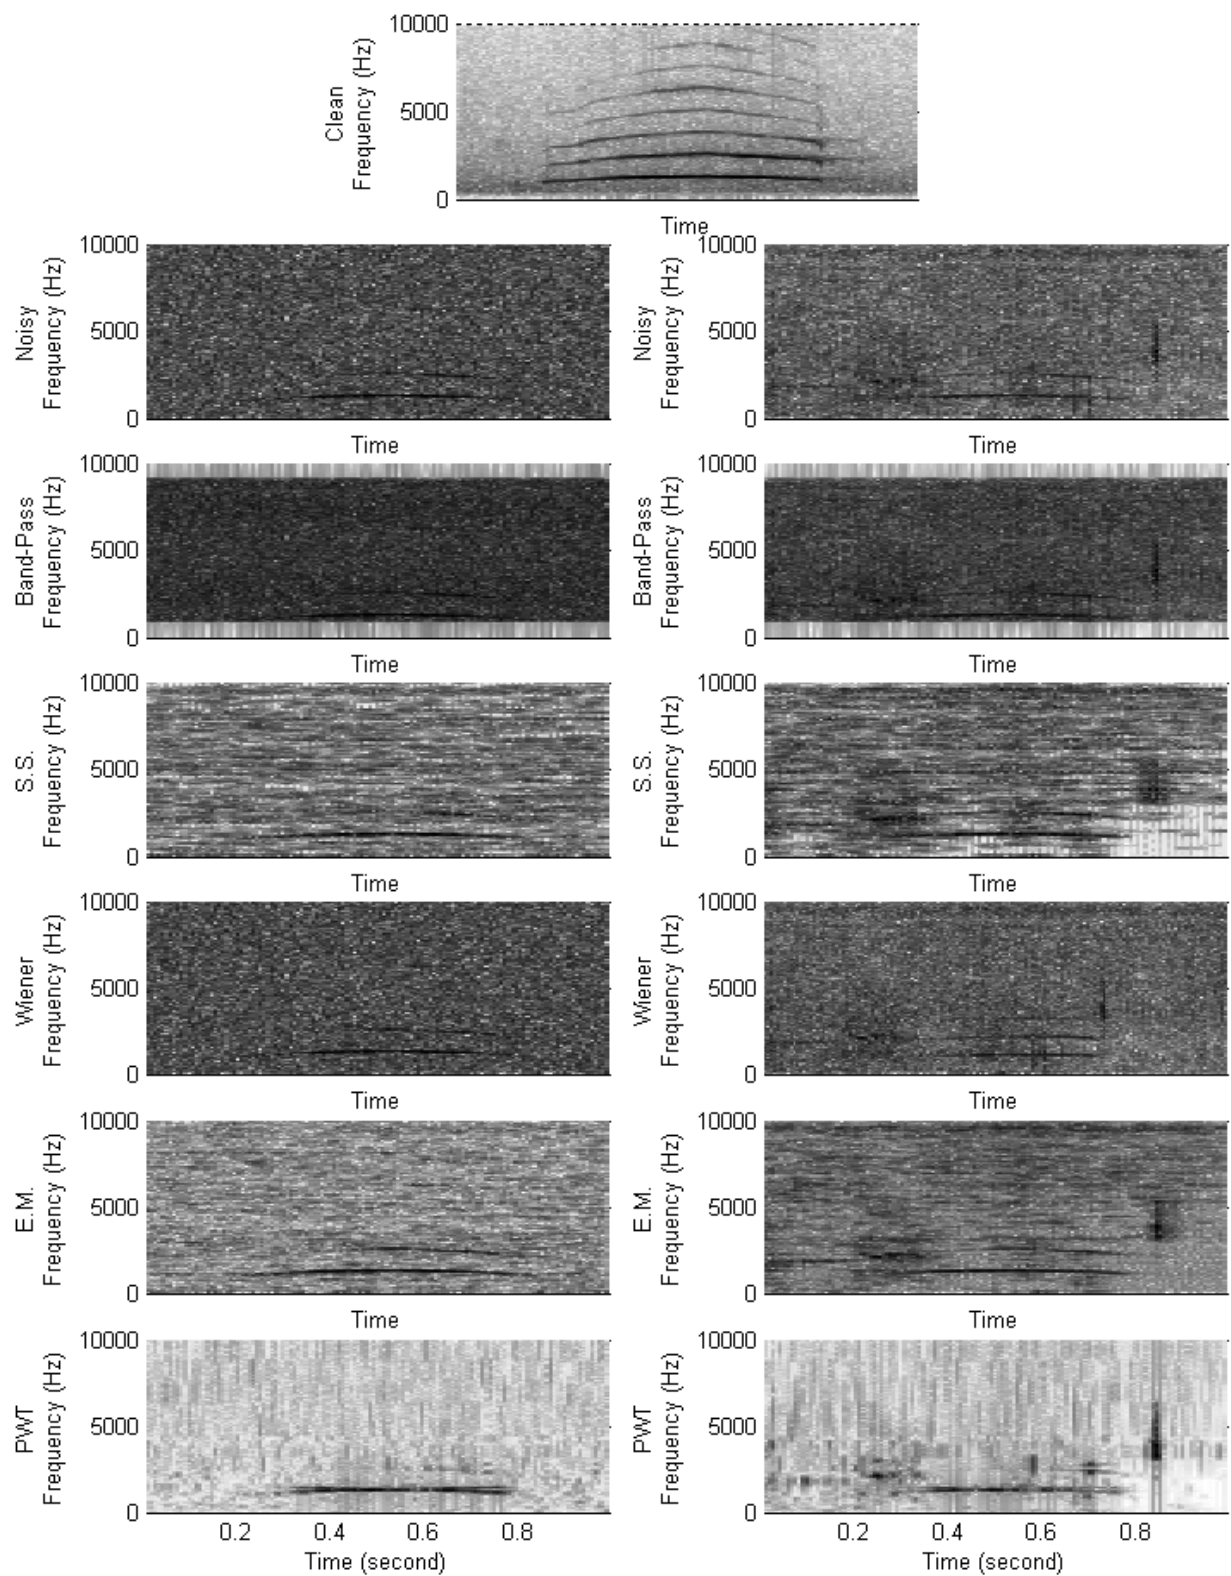 10000
Clean
Frequency (Hz)
5000
0
Time
10000
Noisy
Frequency (Hz)
5000
0
Time
10000
Noisy
Frequency (Hz)
5000
0
Time
10000
Band-Pass
Frequency (Hz)
5000
0
Time
10000
Band-Pass
Frequency (Hz)
5000
0
Time
10000
S.S.
Frequency (Hz)
5000
0
Time
10000
S.S.
Frequency (Hz)
5000
0
Time
10000
Wiener
Frequency (Hz)
5000
0
Time
10000
Wiener
Frequency (Hz)
5000
0
Time
10000
E.M.
Frequency (Hz)
5000
0
Time
10000
E.M.
Frequency (Hz)
5000
0
Time
10000
PWT
Frequency (Hz)
5000
0
0.2 0.4 0.6 0.8
Time (second)
10000
PWT
Frequency (Hz)
5000
0
0.2 0.4 0.6 0.8
Time (second)